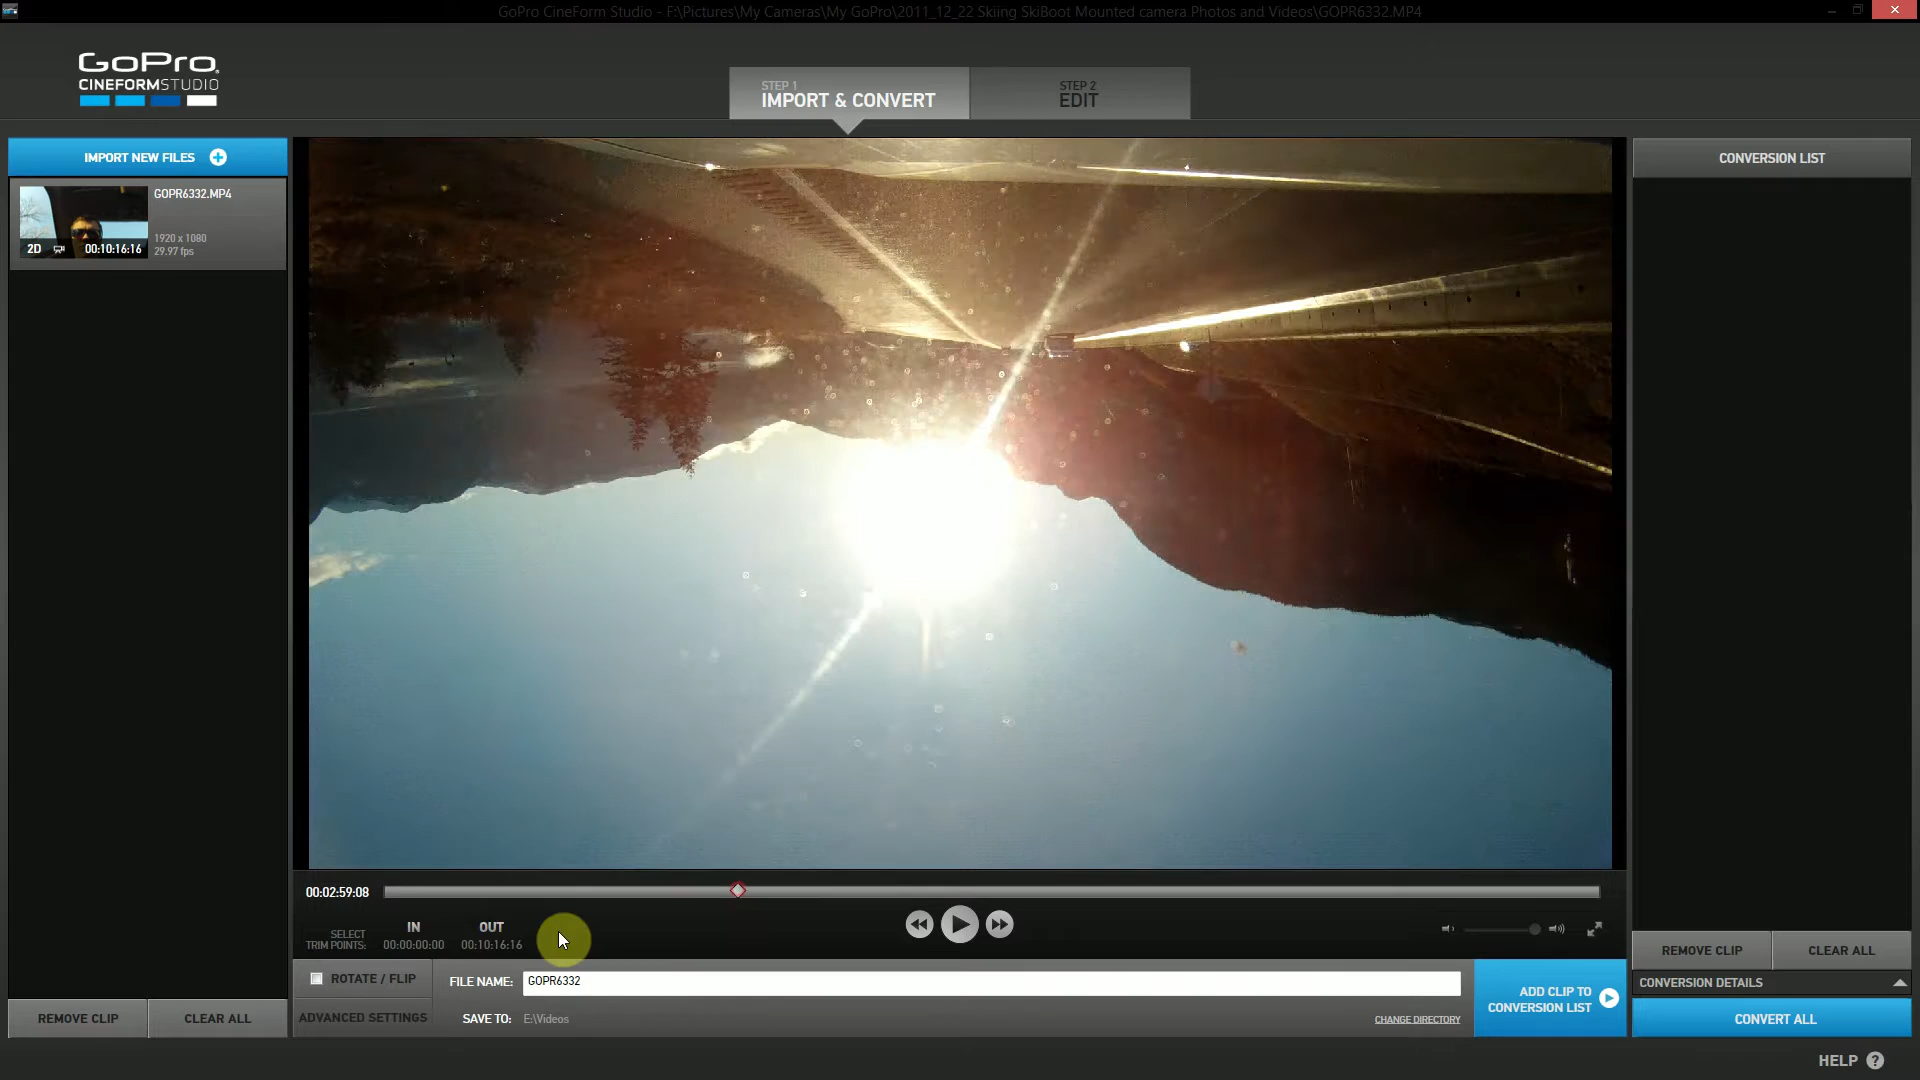 GoPro CineForm Studio - F:\Pictures\My Cameras\My GoPro\2011_12_22 Skiing SkiBoot Mounted camera Photos and Videos\GOPR6332.MP4
GoPro
CINEFORMSTUDIO
STEP 1
IMPORT & CONVERT
STEP 2
EDIT
IMPORT NEW FILES
CONVERSION LIST
GOPR6332.MP4
1920 x 1080
29.97 fps
2D
00:10:16:16
00:02:59:08
SELECT
TRIM POINTS:
IN
00:00:00:00
OUT
00:10:16:16
ROTATE / FLIP
ADVANCED SETTINGS
FILE NAME:
GOPR6332
SAVE TO:
E:\Videos
CHANGE DIRECTORY
ADD CLIP TO
CONVERSION LIST
REMOVE CLIP
CLEAR ALL
CONVERSION DETAILS
CONVERT ALL
REMOVE CLIP
CLEAR ALL
HELP ?